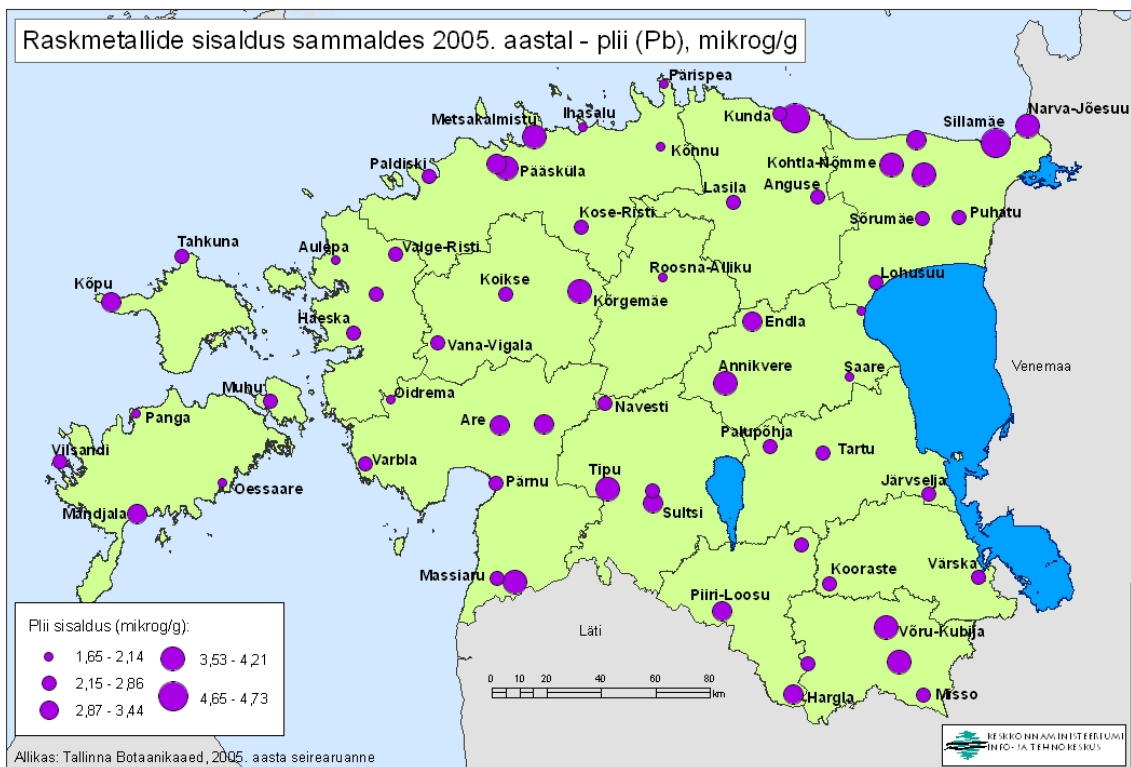 Raskmetallide sisaldus sammaldes 2005. aastal - plii (Pb), mikrog/g
Pärispea
Ihasalu
Metsakalmistu
Kunda
Sillamäe
Narva-Jõesuu
Kõnnu
Kohtla-Nõmme
Paldiski
Pääsküla
Lasila
Anguse
Kose-Risti
Sõrumäe
Puhatu
Tahkuna
Aulepa
Valge-Risti
Koikse
Roosna-Alliku
Lohusuu
Kõpu
Kõrgemäe
Haeska
Endla
Vana-Vigala
Annikvere
Saare
Venemaa
Muhu
Oidrema
Panga
Are
Navesti
Palupõhja
Tartu
Vilsandi
Varbla
Pärnu
Tipu
Järvselja
Oessaare
Mändjala
Sultsi
Massiaru
Kooraste
Värska
Piiri-Loosu
Läti
Võru-Kubija
Hargla
Misso
Plii sisaldus (mikrog/g):
1,65 - 2,14
3,53 - 4,21
2,15 - 2,86
4,65 - 4,73
2,87 - 3,44
0 20 40 60 80
km
Allikas: Tallinna Botaanikaaed, 2005. aasta seirearuanne
KESKKONNAMINISTEERIUMI
INFO- JA TEHNOKESKUS